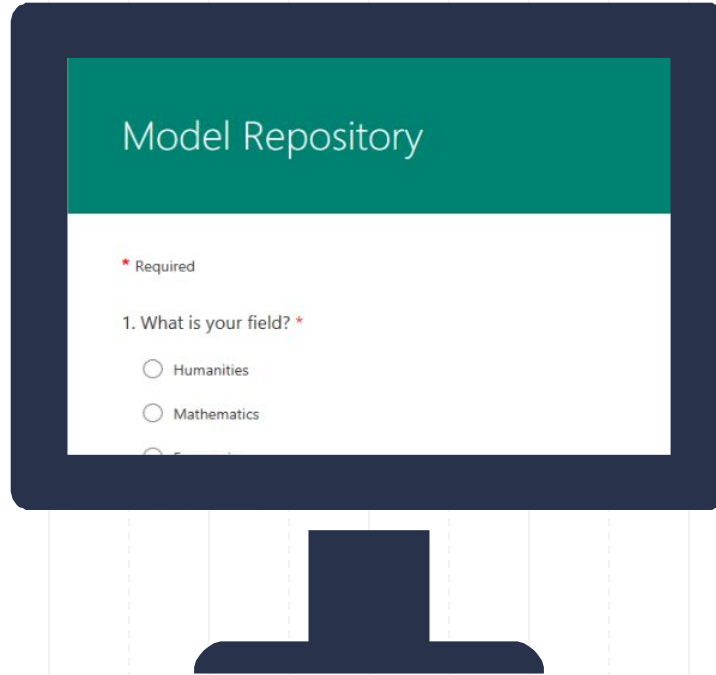 Model Repository
* Required
1. What is your field? *
Humanities
Mathematics